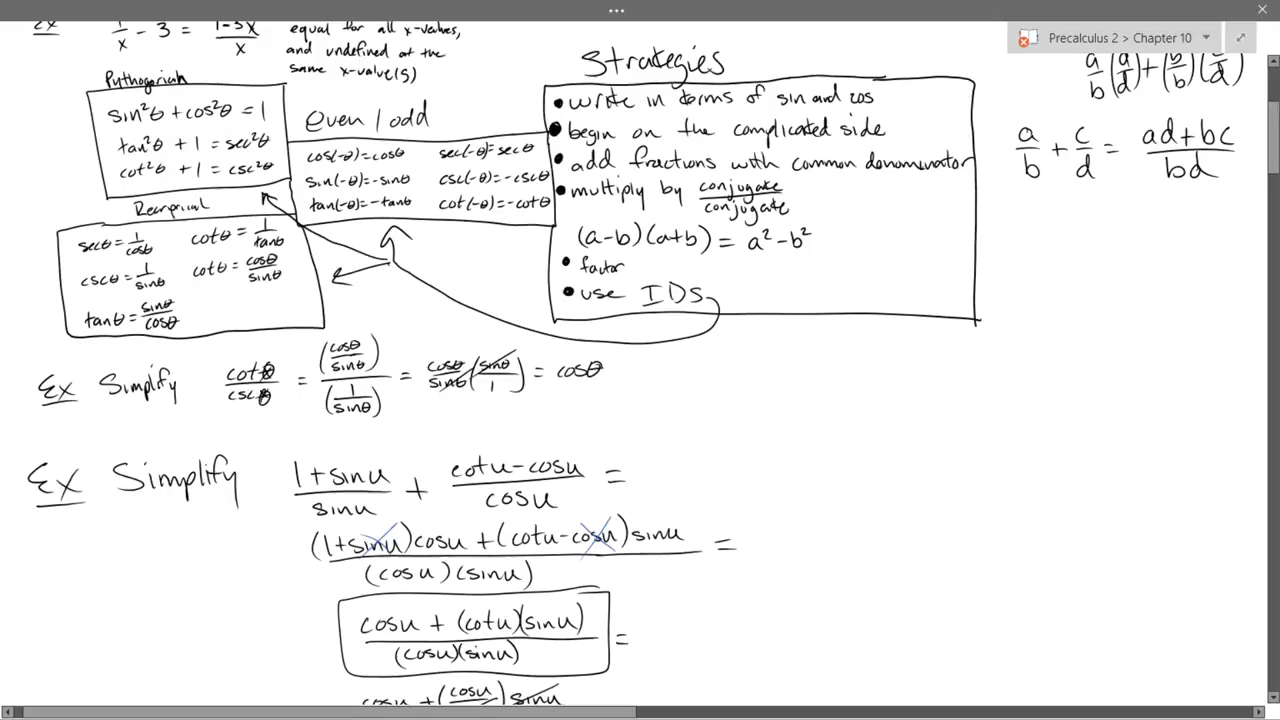 Ex 1/x - 3 = (1-3x)/x equal for all x-values,
and undefined at the
same x-value(s)
Precalculus 2 > Chapter 10
a/b (d/d) + (b/b)(c/d)
a/b + c/d = (ad+bc)/bd
Pythagorian
sin²θ + cos²θ = 1
tan²θ + 1 = sec²θ
cot²θ + 1 = csc²θ
even / odd
cos(-θ)=cosθ sec(-θ)=secθ
sin(-θ)=-sinθ csc(-θ)=-cscθ
tan(-θ)=-tanθ cot(-θ)=-cotθ
Strategies
• write in terms of sin and cos
• begin on the complicated side
• add fractions with common denominator
• multiply by conjugate/conjugate
(a-b)(a+b) = a²-b²
• factor
• use IDS
Reciprical
secθ = 1/cosθ cotθ = 1/tanθ
cscθ = 1/sinθ cotθ = cosθ/sinθ
tanθ = sinθ/cosθ
Ex Simplify cotθ/cscθ = (cosθ/sinθ)/(1/sinθ) = cosθ/sinθ (sinθ/1) = cosθ
Ex Simplify (1+sinu)/sinu + (cotu-cosu)/cosu =
((1+sinu)cosu + (cotu-cosu)sinu)/((cosu)(sinu)) =
(cosu + (cotu)(sinu))/((cosu)(sinu)) =
cosu + (cosu/ ) sinu